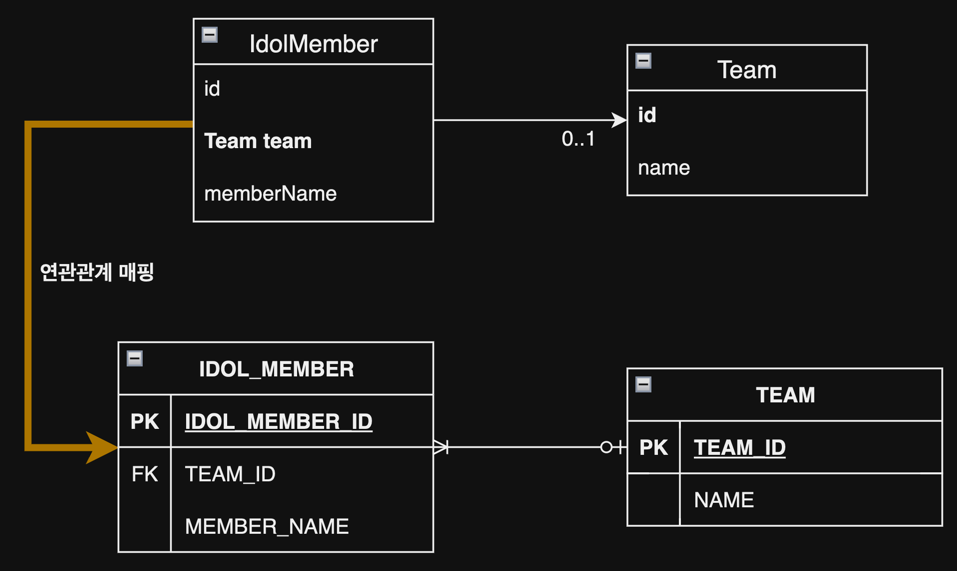 IdolMember
id
Team team
memberName
Team
id
name
0..1
연관관계 매핑
IDOL_MEMBER
PK IDOL_MEMBER_ID
FK TEAM_ID
MEMBER_NAME
TEAM
PK TEAM_ID
NAME